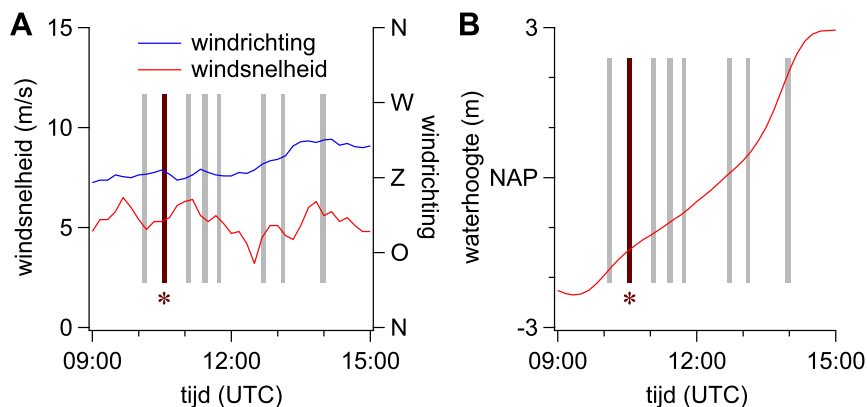 A
15
10
5
0
windsnelheid (m/s)
windrichting
windsnelheid
N
W
Z
O
N
windrichting
*
09:00 12:00 15:00
tijd (UTC)
B
3
NAP
-3
waterhoogte (m)
*
09:00 12:00 15:00
tijd (UTC)